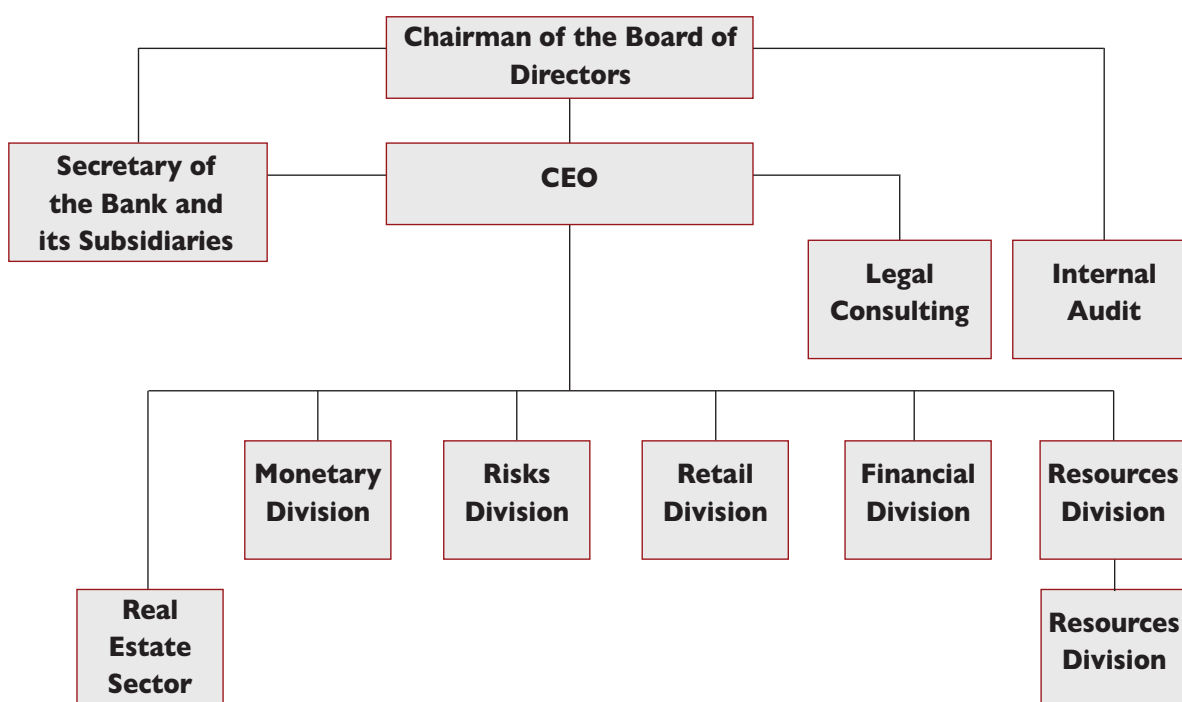 Chairman of the Board of
Directors
Secretary of
the Bank and
its Subsidiaries
CEO
Legal
Consulting
Internal
Audit
Monetary
Division
Risks
Division
Retail
Division
Financial
Division
Resources
Division
Real
Estate
Sector
Resources
Division